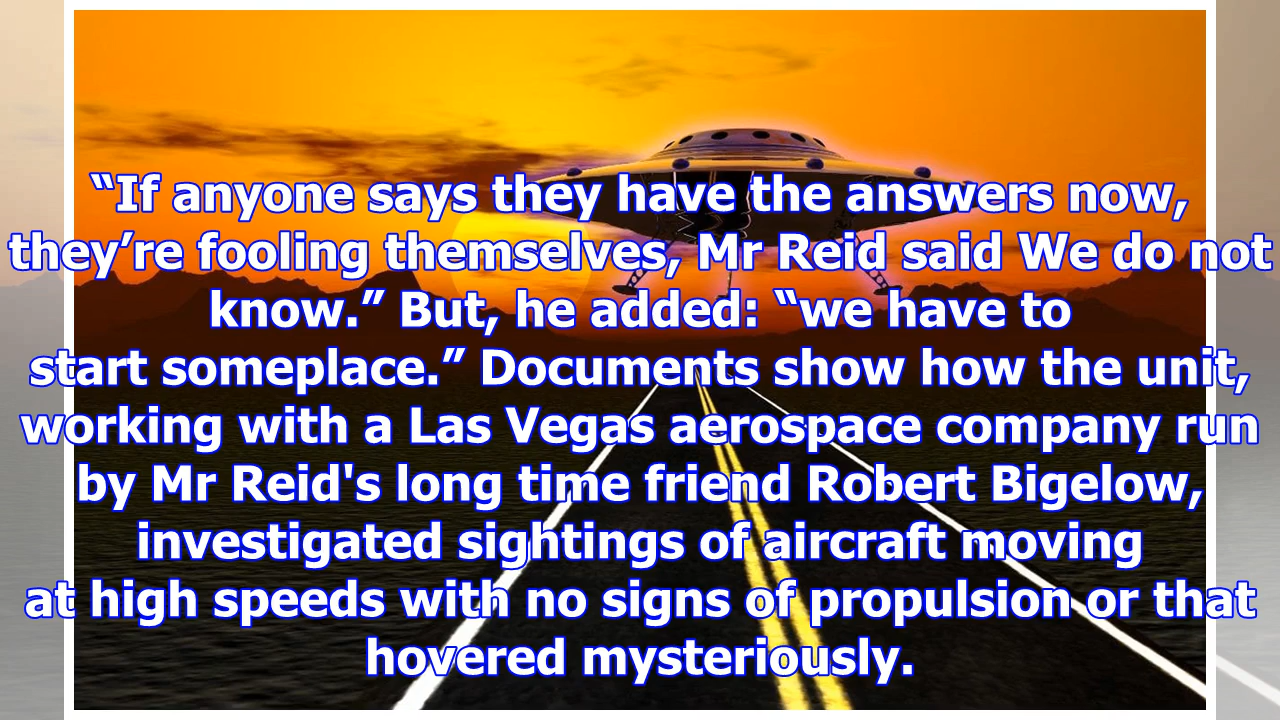 “If anyone says they have the answers now,
they’re fooling themselves, Mr Reid said We do not
know.” But, he added: “we have to
start someplace.” Documents show how the unit,
working with a Las Vegas aerospace company run
by Mr Reid's long time friend Robert Bigelow,
investigated sightings of aircraft moving
at high speeds with no signs of propulsion or that
hovered mysteriously.